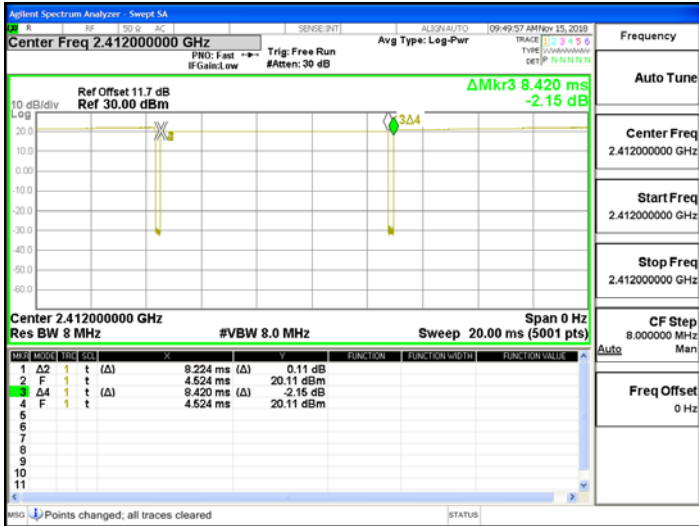 Agilent Spectrum Analyzer - Swept SA
R RF 50 Ω AC SENSE:INT ALIGNAUTO 09:49:57 AM Nov 15, 2018
Center Freq 2.412000000 GHz
PNO: Fast
IFGain:Low
Trig: Free Run
#Atten: 30 dB
Avg Type: Log-Pwr
TRACE 1 2 3 4 5 6
TYPE WWWWWWW
DET P N N N N N
Frequency
Auto Tune
Center Freq
2.412000000 GHz
Start Freq
2.412000000 GHz
Stop Freq
2.412000000 GHz
CF Step
8.000000 MHz
Auto Man
Freq Offset
0 Hz
ΔMkr3 8.420 ms
-2.15 dB
Ref Offset 11.7 dB
10 dB/div Ref 30.00 dBm
Log
20.0
10.0
0.00
-10.0
-20.0
-30.0
-40.0
-50.0
-60.0
3Δ4
Center 2.412000000 GHz Span 0 Hz
Res BW 8 MHz #VBW 8.0 MHz Sweep 20.00 ms (5001 pts)
MKR MODE TRC SCL X Y FUNCTION FUNCTION WIDTH FUNCTION VALUE
1 Δ2 1 t (Δ) 8.224 ms (Δ) 0.11 dB
2 F 1 t 4.524 ms 20.11 dBm
3 Δ4 1 t (Δ) 8.420 ms (Δ) -2.15 dB
4 F 1 t 4.524 ms 20.11 dBm
5
6
7
8
9
10
11
MSG Points changed; all traces cleared STATUS